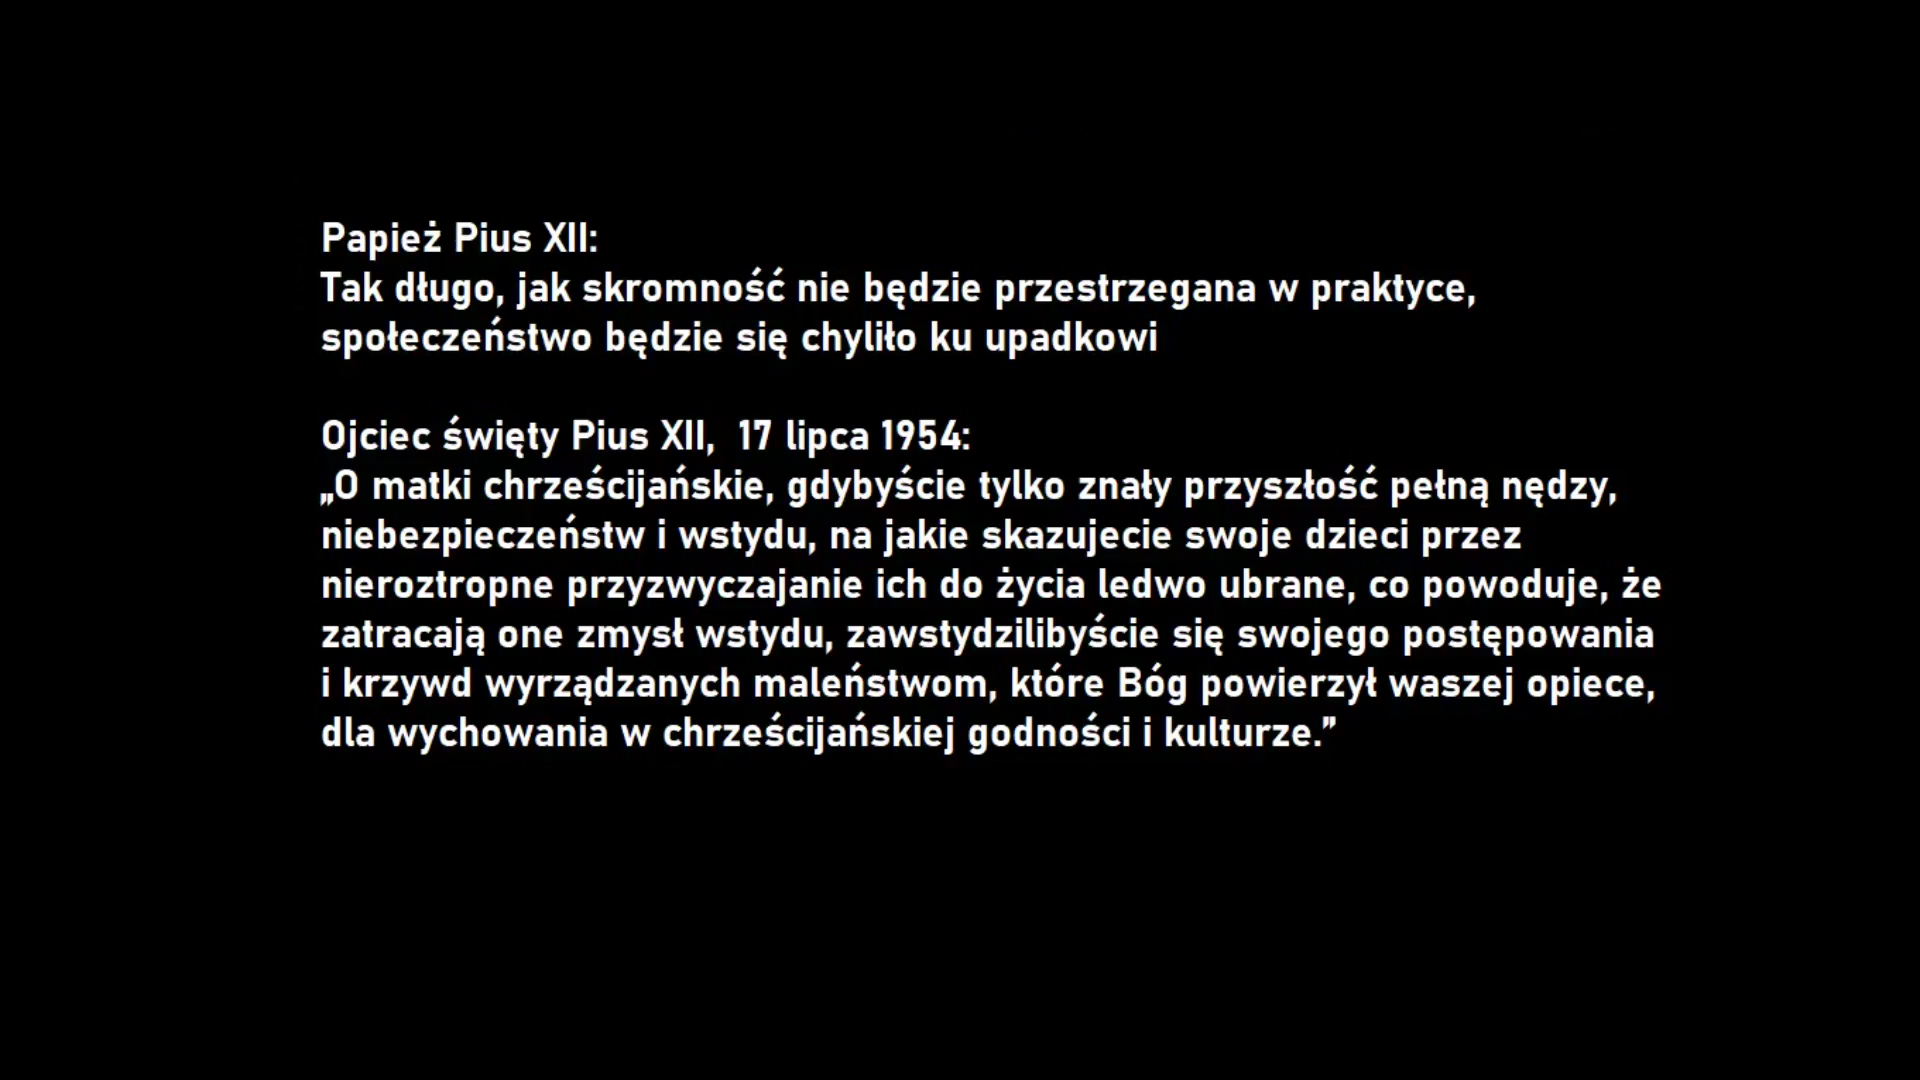 Papież Pius XII:
Tak długo, jak skromność nie będzie przestrzegana w praktyce,
społeczeństwo będzie się chyliło ku upadkowi
Ojciec święty Pius XII,  17 lipca 1954:
„O matki chrześcijańskie, gdybyście tylko znały przyszłość pełną nędzy,
niebezpieczeństw i wstydu, na jakie skazujecie swoje dzieci przez
nieroztropne przyzwyczajanie ich do życia ledwo ubrane, co powoduje, że
zatracają one zmysł wstydu, zawstydzilibyście się swojego postępowania
i krzywd wyrządzanych maleństwom, które Bóg powierzył waszej opiece,
dla wychowania w chrześcijańskiej godności i kulturze.”